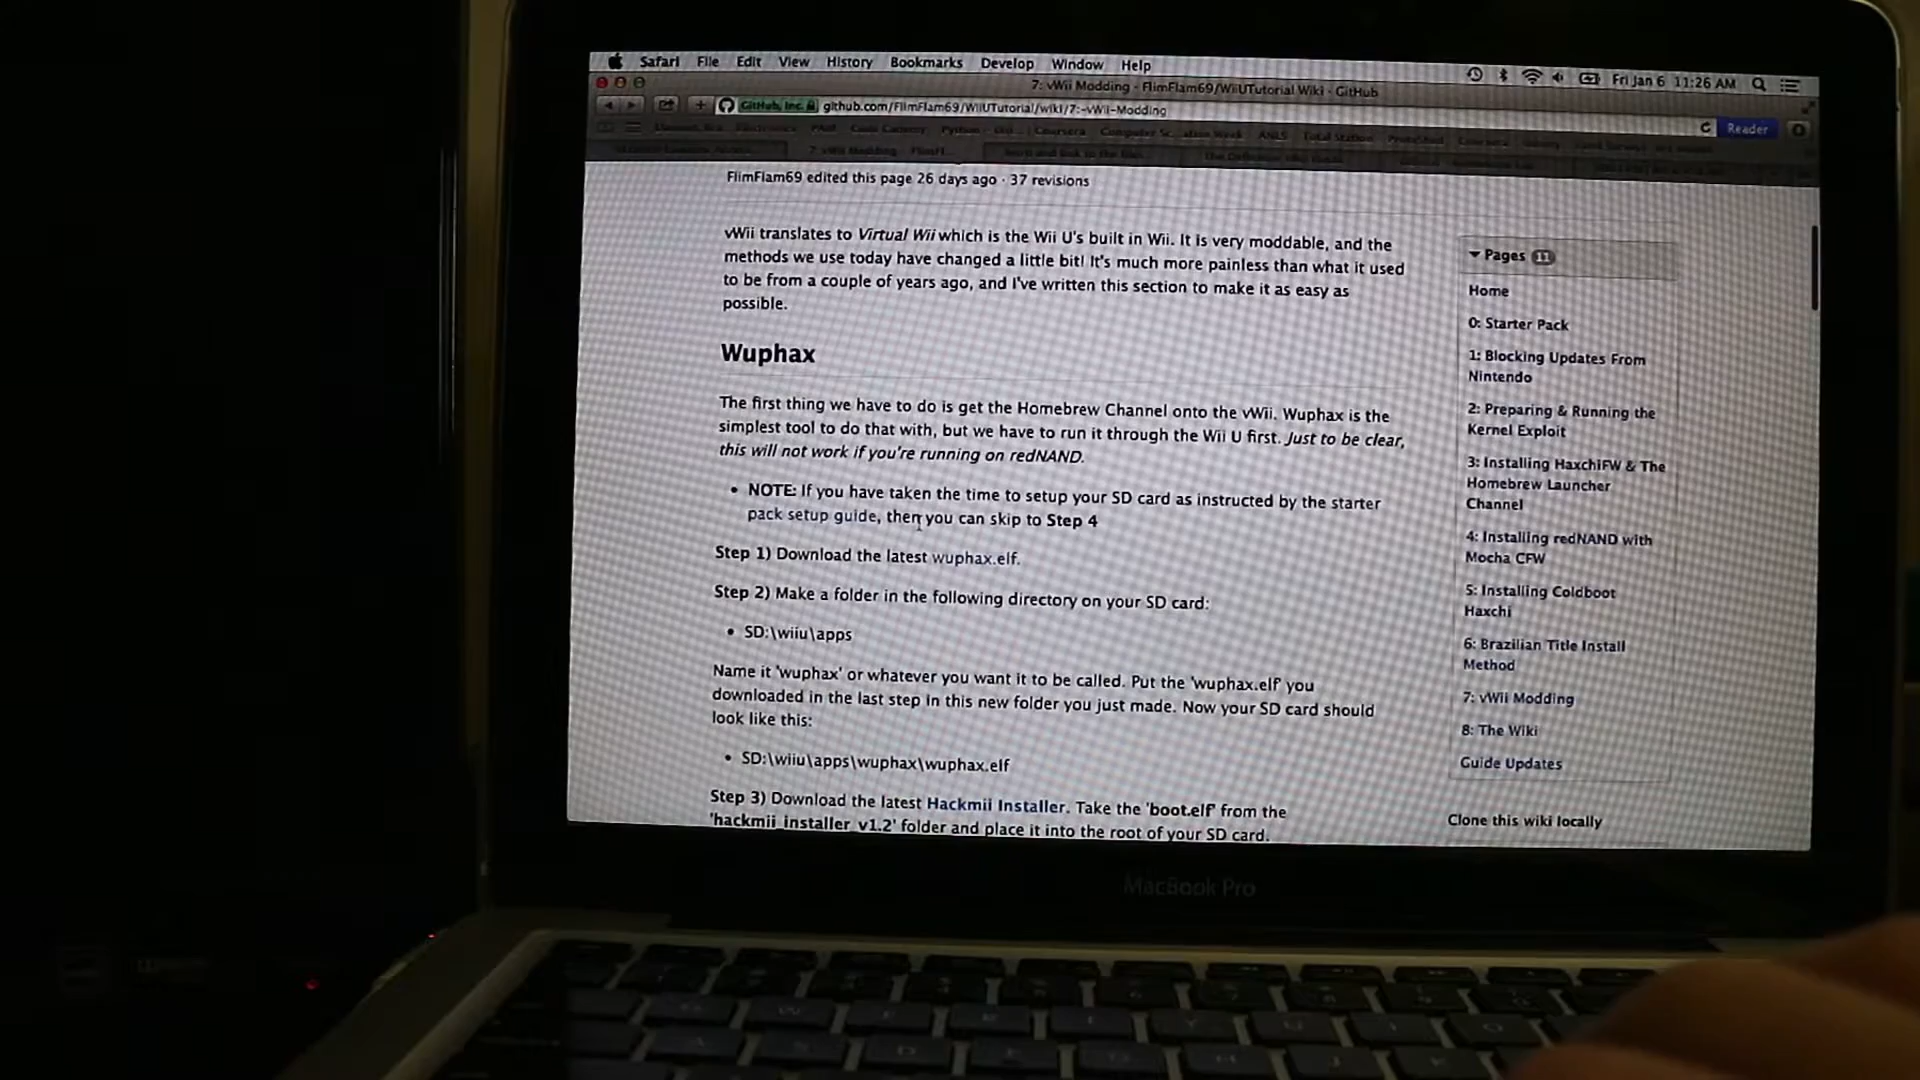 Safari File Edit View History Bookmarks Develop Window Help
Fri Jan 6 11:26 AM
7: vWii Modding - FlimFlam69/WiiUTutorial Wiki - GitHub
GitHub, Inc. github.com/FlimFlam69/WiiUTutorial/wiki/7:-vWii-Modding
Reader
Coursera
ANLS Total Station
7: vWii Modding - FlimFl...
FlimFlam69 edited this page 26 days ago · 37 revisions
vWii translates to Virtual Wii which is the Wii U's built in Wii. It is very moddable, and the
methods we use today have changed a little bit! It's much more painless than what it used
to be from a couple of years ago, and I've written this section to make it as easy as
possible.
Wuphax
The first thing we have to do is get the Homebrew Channel onto the vWii. Wuphax is the
simplest tool to do that with, but we have to run it through the Wii U first. Just to be clear,
this will not work if you're running on redNAND.
• NOTE: If you have taken the time to setup your SD card as instructed by the starter
pack setup guide, then you can skip to Step 4
Step 1) Download the latest wuphax.elf.
Step 2) Make a folder in the following directory on your SD card:
• SD:\wiiu\apps
Name it 'wuphax' or whatever you want it to be called. Put the 'wuphax.elf' you
downloaded in the last step in this new folder you just made. Now your SD card should
look like this:
• SD:\wiiu\apps\wuphax\wuphax.elf
Step 3) Download the latest Hackmii Installer. Take the 'boot.elf' from the
'hackmii_installer_v1.2' folder and place it into the root of your SD card.
Pages 11
Home
0: Starter Pack
1: Blocking Updates From
Nintendo
2: Preparing & Running the
Kernel Exploit
3: Installing HaxchiFW & The
Homebrew Launcher
Channel
4: Installing redNAND with
Mocha CFW
5: Installing Coldboot
Haxchi
6: Brazilian Title Install
Method
7: vWii Modding
8: The Wiki
Guide Updates
Clone this wiki locally
MacBook Pro